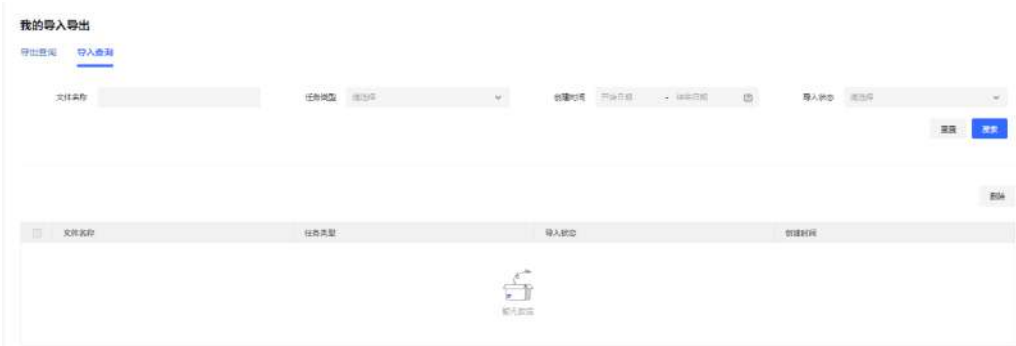 我的导入导出
导出查询 导入查询
文件名称 任务类型 请选择 创建时间 开始日期 - 结束日期 导入状态 请选择
重置 搜索
删除
文件名称 任务类型 导入状态 创建时间
暂无数据